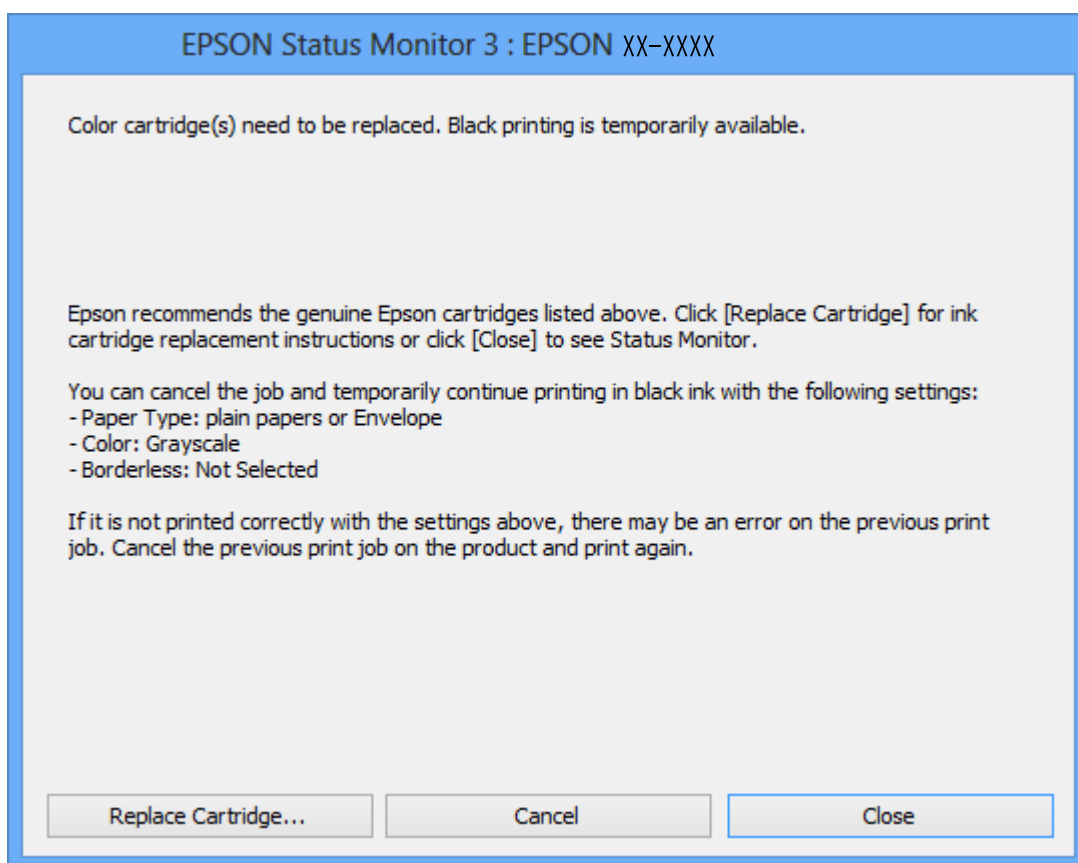 EPSON Status Monitor 3 : EPSON XX-XXXX
Color cartridge(s) need to be replaced. Black printing is temporarily available.
Epson recommends the genuine Epson cartridges listed above. Click [Replace Cartridge] for ink
cartridge replacement instructions or click [Close] to see Status Monitor.
You can cancel the job and temporarily continue printing in black ink with the following settings:
- Paper Type: plain papers or Envelope
- Color: Grayscale
- Borderless: Not Selected
If it is not printed correctly with the settings above, there may be an error on the previous print
job. Cancel the previous print job on the product and print again.
Replace Cartridge... Cancel Close